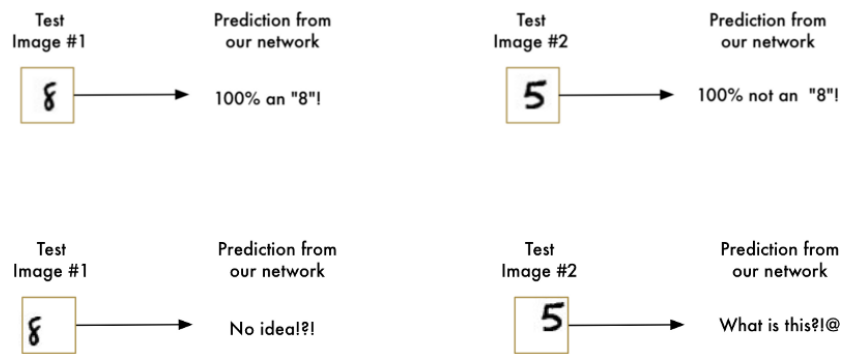 Test
Image #1
Prediction from
our network
8
100% an "8"!
Test
Image #2
Prediction from
our network
5
100% not an "8"!
Test
Image #1
Prediction from
our network
8
No idea!?!
Test
Image #2
Prediction from
our network
5
What is this?!@